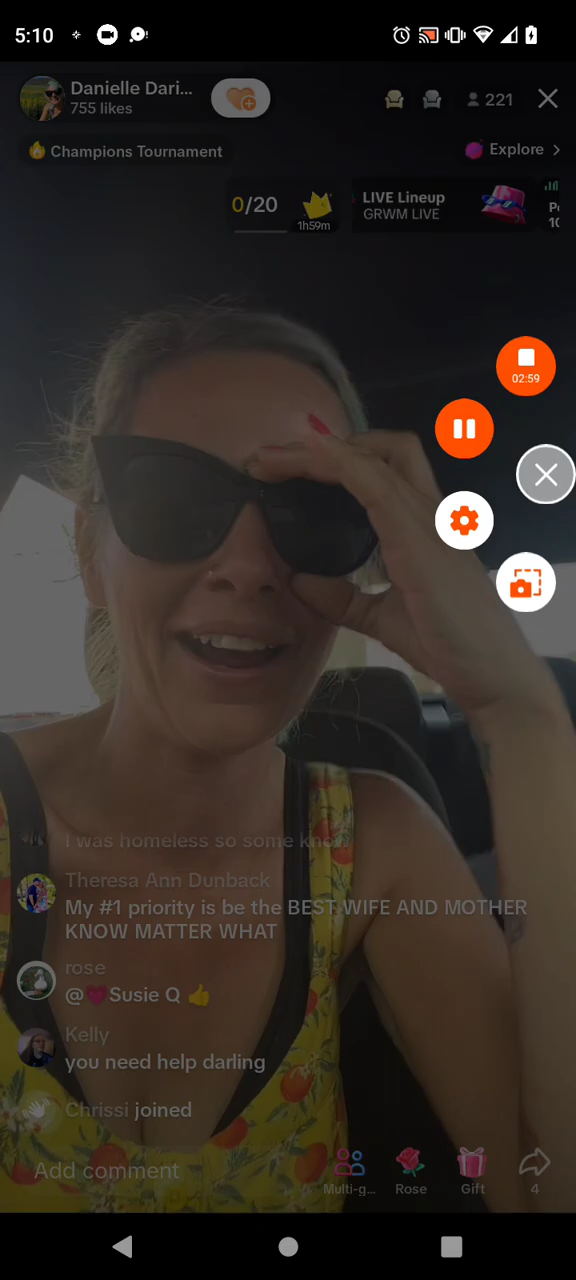 5:10
Danielle Dari...
755 likes
221
Champions Tournament
Explore
0/20
1h59m
LIVE Lineup
GRWM LIVE
02:59
I was homeless so some know
Theresa Ann Dunback
My #1 priority is be the BEST WIFE AND MOTHER
KNOW MATTER WHAT
rose
@💗Susie Q 👍
Kelly
you need help darling
Chrissi joined
Add comment
Multi-g...
Rose
Gift
4